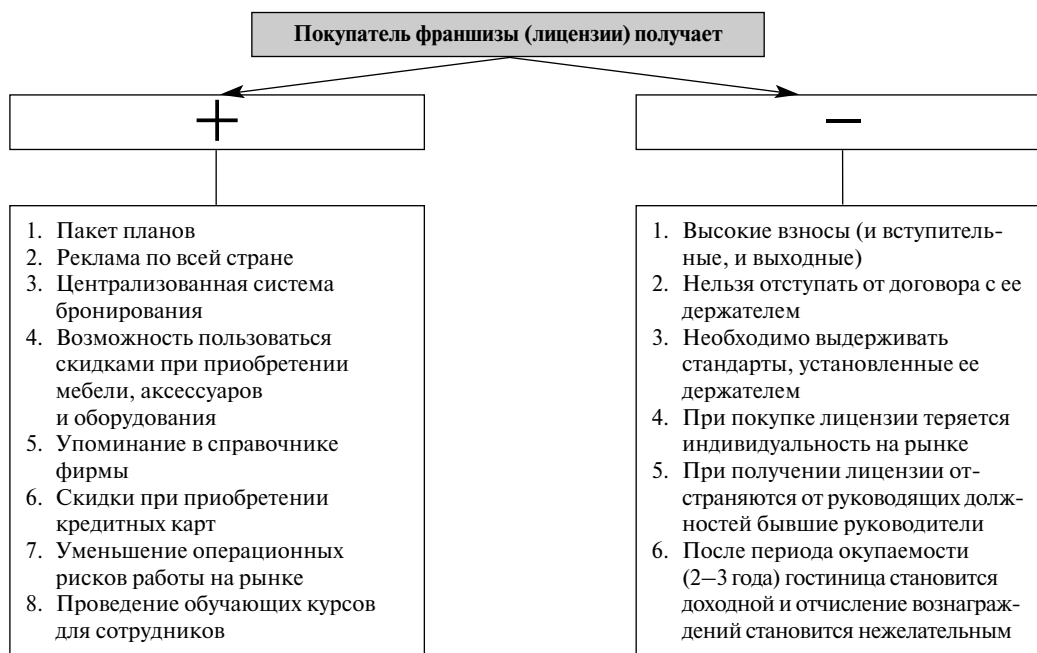 Покупатель франшизы (лицензии) получает
+
–
1. Пакет планов
2. Реклама по всей стране
3. Централизованная система
бронирования
4. Возможность пользоваться
скидками при приобретении
мебели, аксессуаров
и оборудования
5. Упоминание в справочнике
фирмы
6. Скидки при приобретении
кредитных карт
7. Уменьшение операционных
рисков работы на рынке
8. Проведение обучающих курсов
для сотрудников
1. Высокие взносы (и вступитель-
ные, и выходные)
2. Нельзя отступать от договора с ее
держателем
3. Необходимо выдерживать
стандарты, установленные ее
держателем
4. При покупке лицензии теряется
индивидуальность на рынке
5. При получении лицензии от-
страняются от руководящих долж-
ностей бывшие руководители
6. После периода окупаемости
(2–3 года) гостиница становится
доходной и отчисление вознаграж-
дений становится нежелательным